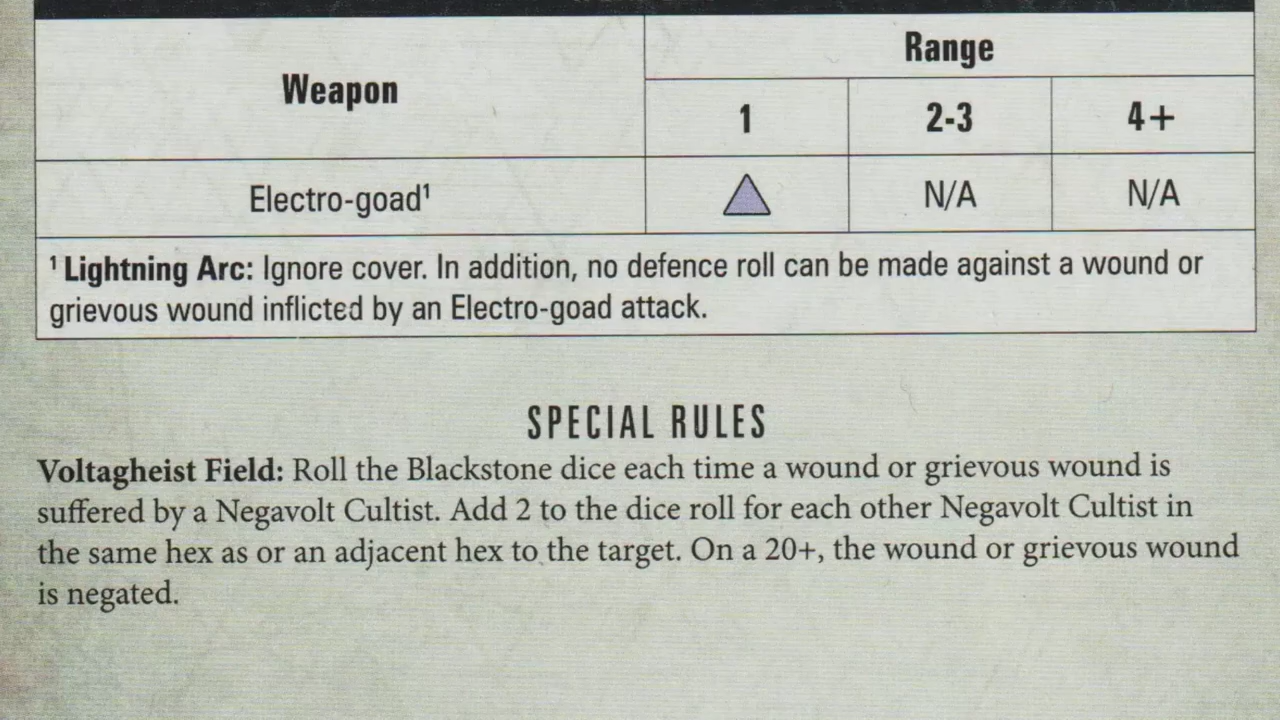 Range
Weapon
1 2-3 4+
Electro-goad¹ N/A N/A
¹ Lightning Arc: Ignore cover. In addition, no defence roll can be made against a wound or
grievous wound inflicted by an Electro-goad attack.
SPECIAL RULES
Voltagheist Field: Roll the Blackstone dice each time a wound or grievous wound is
suffered by a Negavolt Cultist. Add 2 to the dice roll for each other Negavolt Cultist in
the same hex as or an adjacent hex to the target. On a 20+, the wound or grievous wound
is negated.